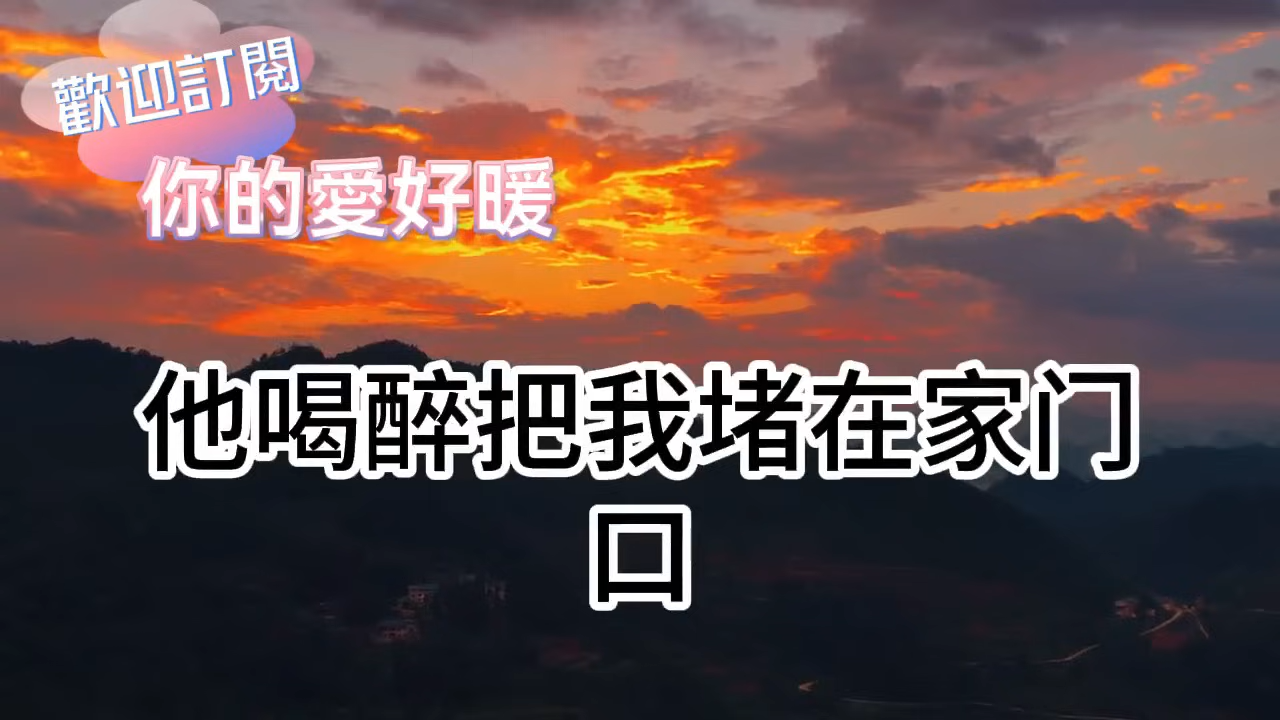 歡迎訂閱
你的愛好暖
他喝醉把我堵在家门
口